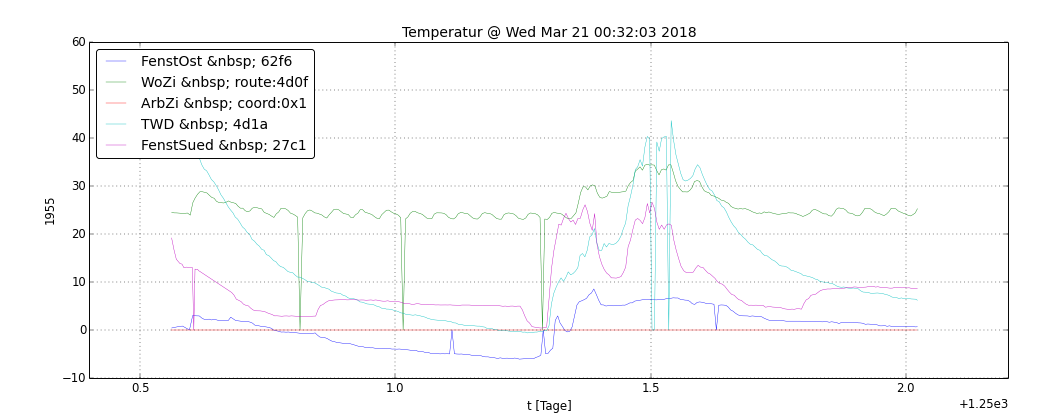 Temperatur @ Wed Mar 21 00:32:03 2018
60
50
40
30
20
10
0
−10
1955
FenstOst &nbsp; 62f6
WoZi &nbsp; route:4d0f
ArbZi &nbsp; coord:0x1
TWD &nbsp; 4d1a
FenstSued &nbsp; 27c1
0.5
1.0
1.5
2.0
t [Tage]
+1.25e3